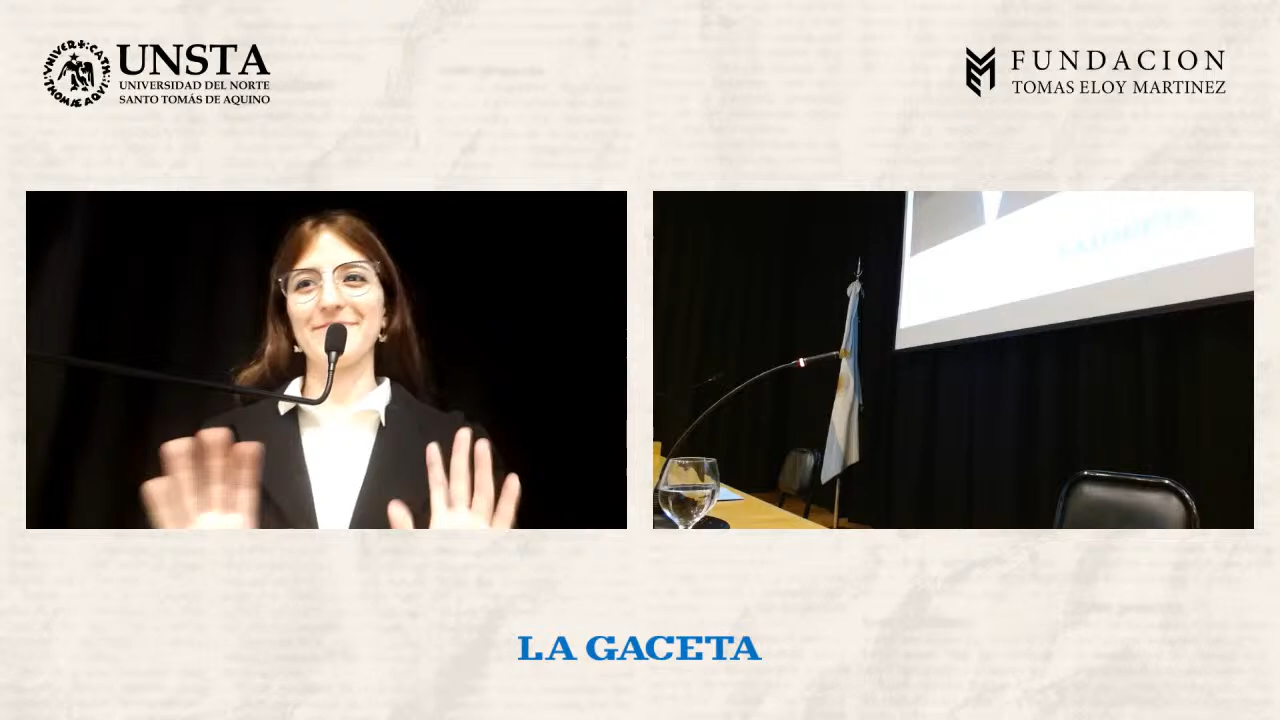 UNSTA
UNIVERSIDAD DEL NORTE
SANTO TOMÁS DE AQUINO
FUNDACION
TOMAS ELOY MARTINEZ
LA GACETA